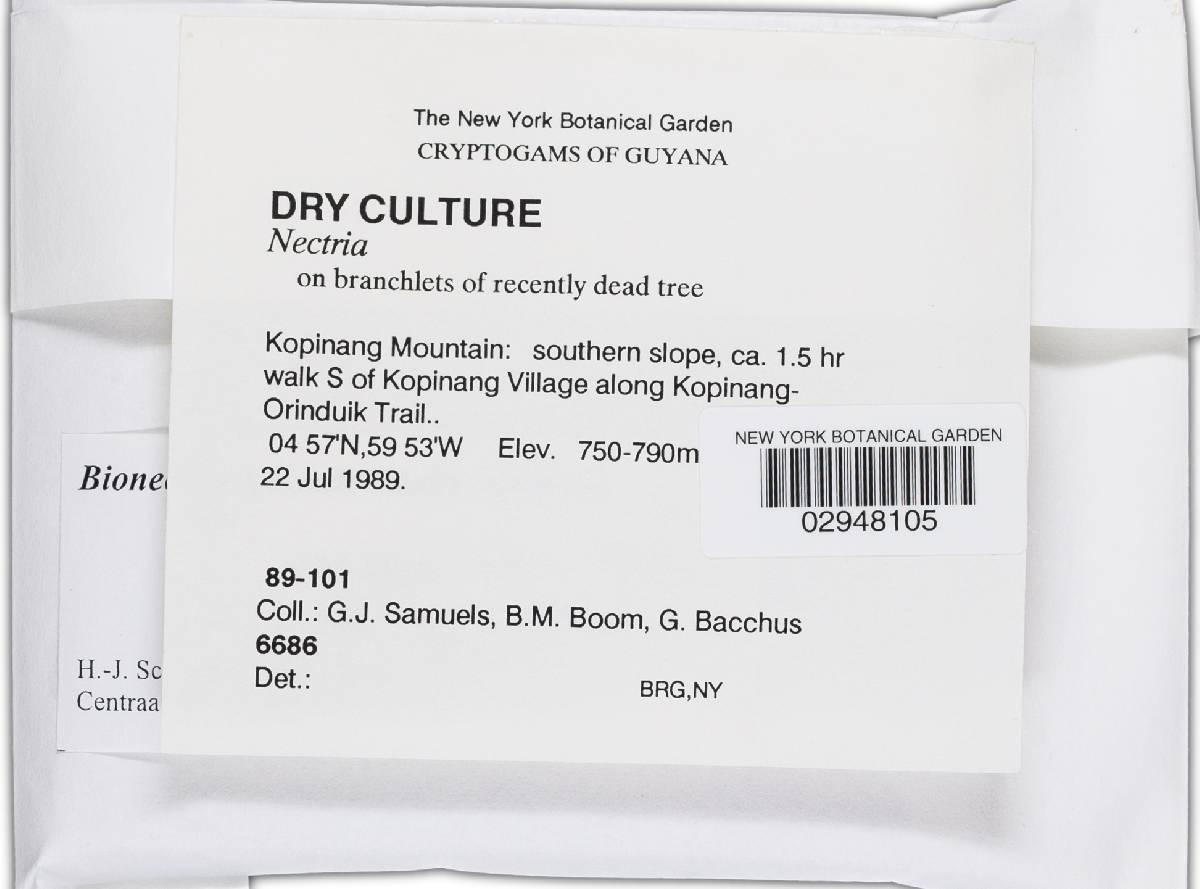 The New York Botanical Garden
CRYPTOGAMS OF GUYANA
DRY CULTURE
Nectria
on branchlets of recently dead tree
Kopinang Mountain: southern slope, ca. 1.5 hr
walk S of Kopinang Village along Kopinang-
Orinduik Trail..
04 57'N,59 53'W Elev. 750-790m
22 Jul 1989.
NEW YORK BOTANICAL GARDEN
02948105
89-101
Coll.: G.J. Samuels, B.M. Boom, G. Bacchus
6686
Det.:
BRG,NY
H.-J.